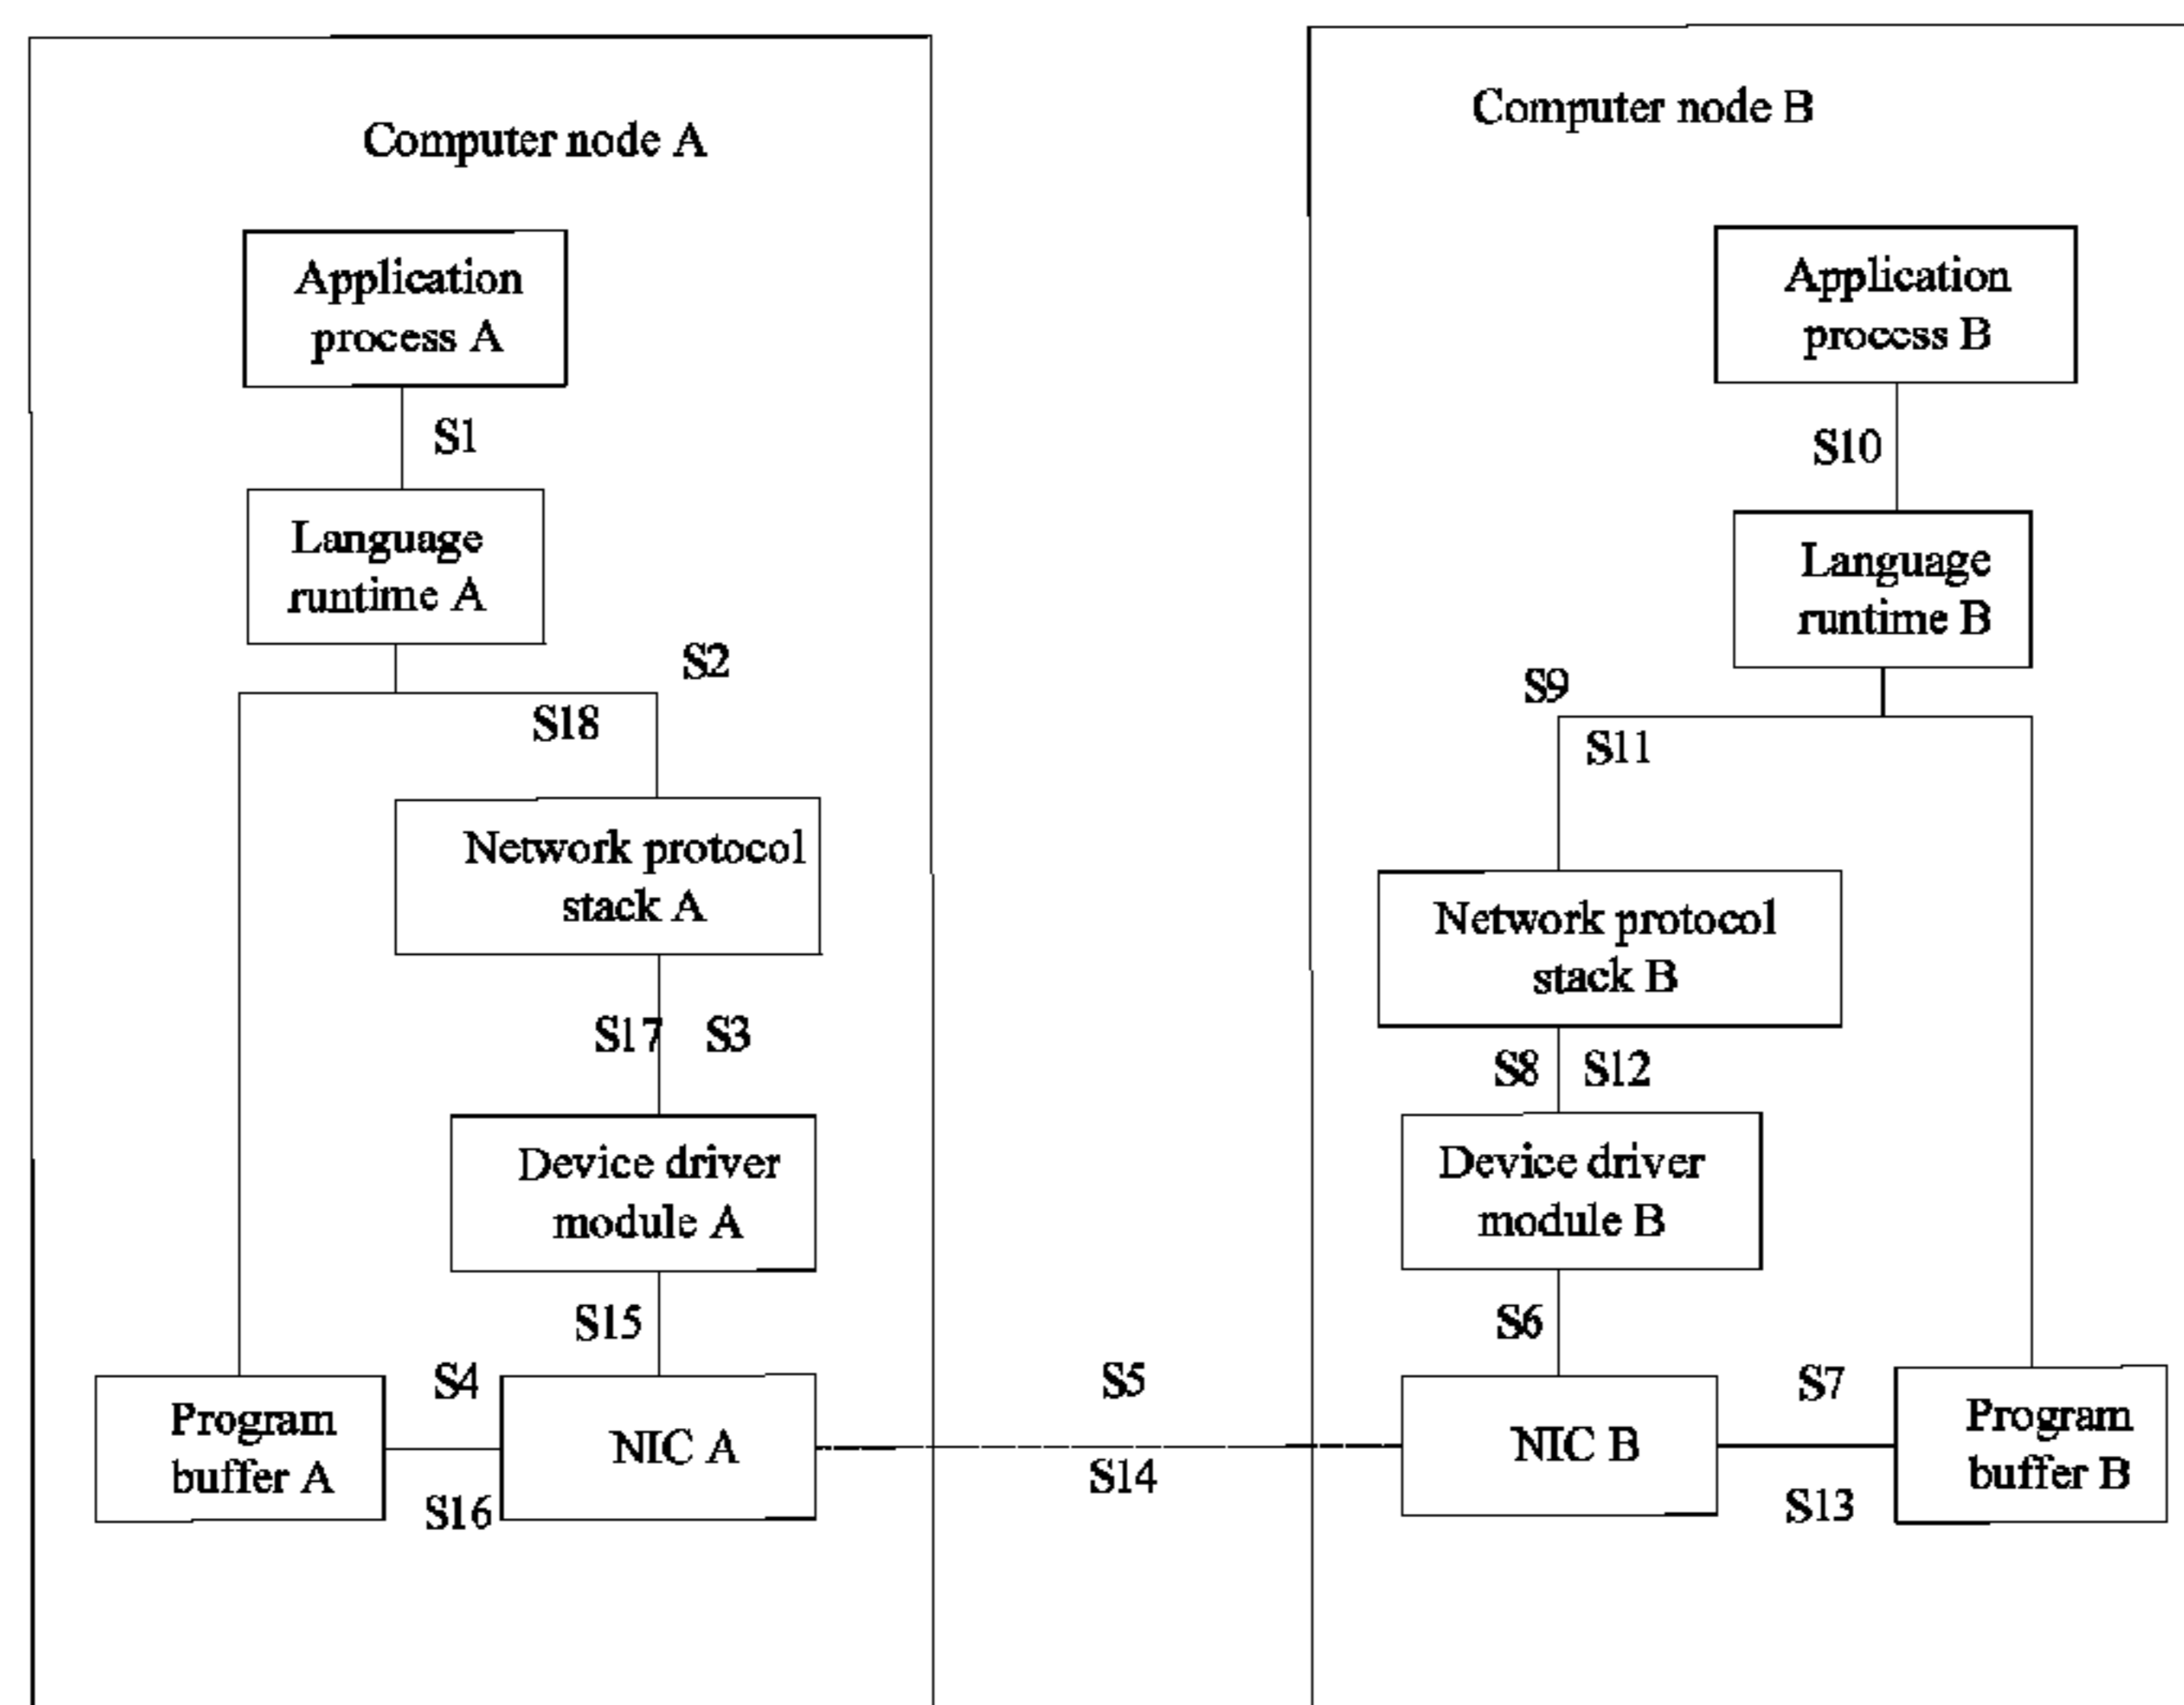 Computer node A
Application
process A
S1
Language
runtime A
S2
S18
Network protocol
stack A
S17
S3
Device driver
module A
S15
S4
Program
buffer A
NIC A
S16
S5
S14
Computer node B
Application
process B
S10
Language
runtime B
S9
S11
Network protocol
stack B
S8
S12
Device driver
module B
S6
S7
NIC B
Program
buffer B
S13